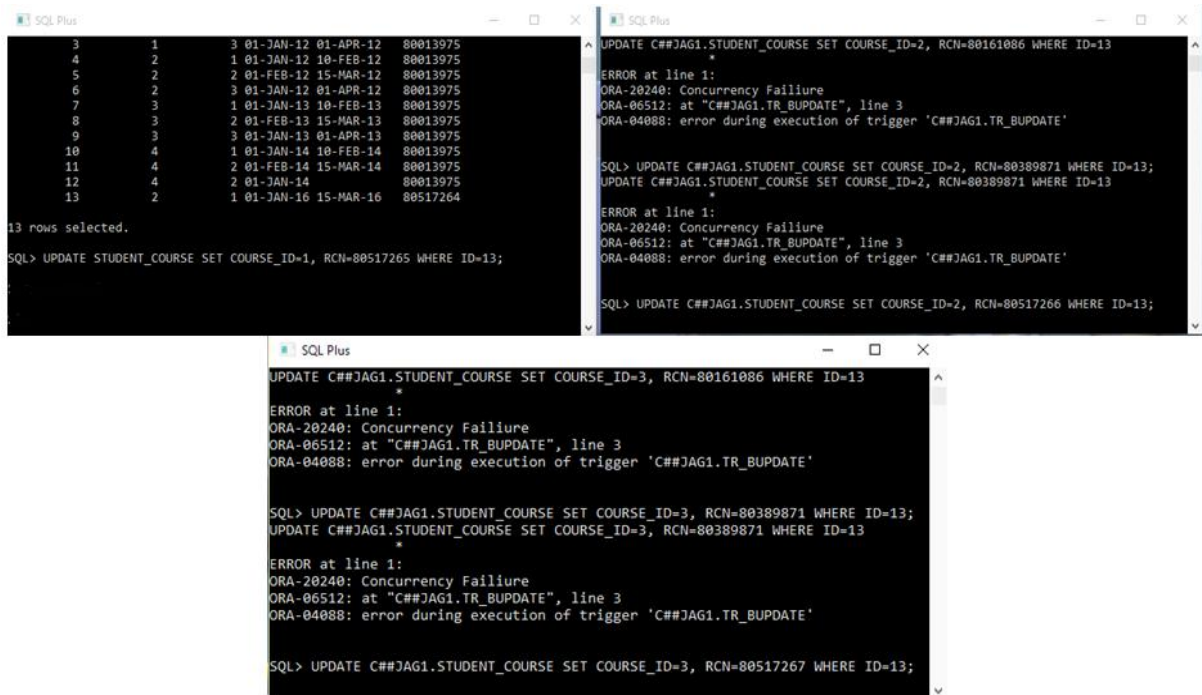 SQL Plus
3 1 3 01-JAN-12 01-APR-12 80013975
4 2 1 01-JAN-12 10-FEB-12 80013975
5 2 2 01-FEB-12 15-MAR-12 80013975
6 2 3 01-JAN-12 01-APR-12 80013975
7 3 1 01-JAN-13 10-FEB-13 80013975
8 3 2 01-FEB-13 15-MAR-13 80013975
9 3 3 01-JAN-13 01-APR-13 80013975
10 4 1 01-JAN-14 10-FEB-14 80013975
11 4 2 01-FEB-14 15-MAR-14 80013975
12 4 2 01-JAN-14 80013975
13 2 1 01-JAN-16 15-MAR-16 80517264
13 rows selected.
SQL> UPDATE STUDENT_COURSE SET COURSE_ID=1, RCN=80517265 WHERE ID=13;
SQL Plus
UPDATE C##JAG1.STUDENT_COURSE SET COURSE_ID=2, RCN=80161086 WHERE ID=13
*
ERROR at line 1:
ORA-20240: Concurrency Failiure
ORA-06512: at "C##JAG1.TR_BUPDATE", line 3
ORA-04088: error during execution of trigger 'C##JAG1.TR_BUPDATE'
SQL> UPDATE C##JAG1.STUDENT_COURSE SET COURSE_ID=2, RCN=80389871 WHERE ID=13;
UPDATE C##JAG1.STUDENT_COURSE SET COURSE_ID=2, RCN=80389871 WHERE ID=13
*
ERROR at line 1:
ORA-20240: Concurrency Failiure
ORA-06512: at "C##JAG1.TR_BUPDATE", line 3
ORA-04088: error during execution of trigger 'C##JAG1.TR_BUPDATE'
SQL> UPDATE C##JAG1.STUDENT_COURSE SET COURSE_ID=2, RCN=80517266 WHERE ID=13;
SQL Plus
UPDATE C##JAG1.STUDENT_COURSE SET COURSE_ID=3, RCN=80161086 WHERE ID=13
*
ERROR at line 1:
ORA-20240: Concurrency Failiure
ORA-06512: at "C##JAG1.TR_BUPDATE", line 3
ORA-04088: error during execution of trigger 'C##JAG1.TR_BUPDATE'
SQL> UPDATE C##JAG1.STUDENT_COURSE SET COURSE_ID=3, RCN=80389871 WHERE ID=13;
UPDATE C##JAG1.STUDENT_COURSE SET COURSE_ID=3, RCN=80389871 WHERE ID=13
*
ERROR at line 1:
ORA-20240: Concurrency Failiure
ORA-06512: at "C##JAG1.TR_BUPDATE", line 3
ORA-04088: error during execution of trigger 'C##JAG1.TR_BUPDATE'
SQL> UPDATE C##JAG1.STUDENT_COURSE SET COURSE_ID=3, RCN=80517267 WHERE ID=13;